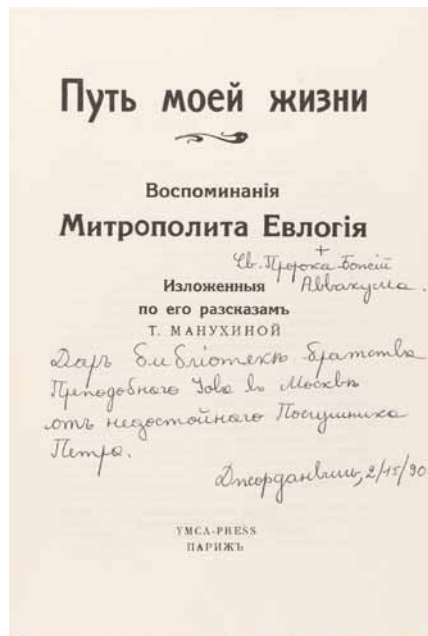 Путь моей жизни
Воспоминанія
Митрополита Евлогія
+
Св. Пророка Божій
Аввакума.
Изложенныя
по его разсказамъ
Т. МАНУХИНОЙ
Даръ библіотекѣ братства
Преподобнаго Іова въ Москвѣ
отъ недостойнаго Послушника
Петра.
Джорданвилль, 2/15/90
YMCA-PRESS
ПАРИЖЪ